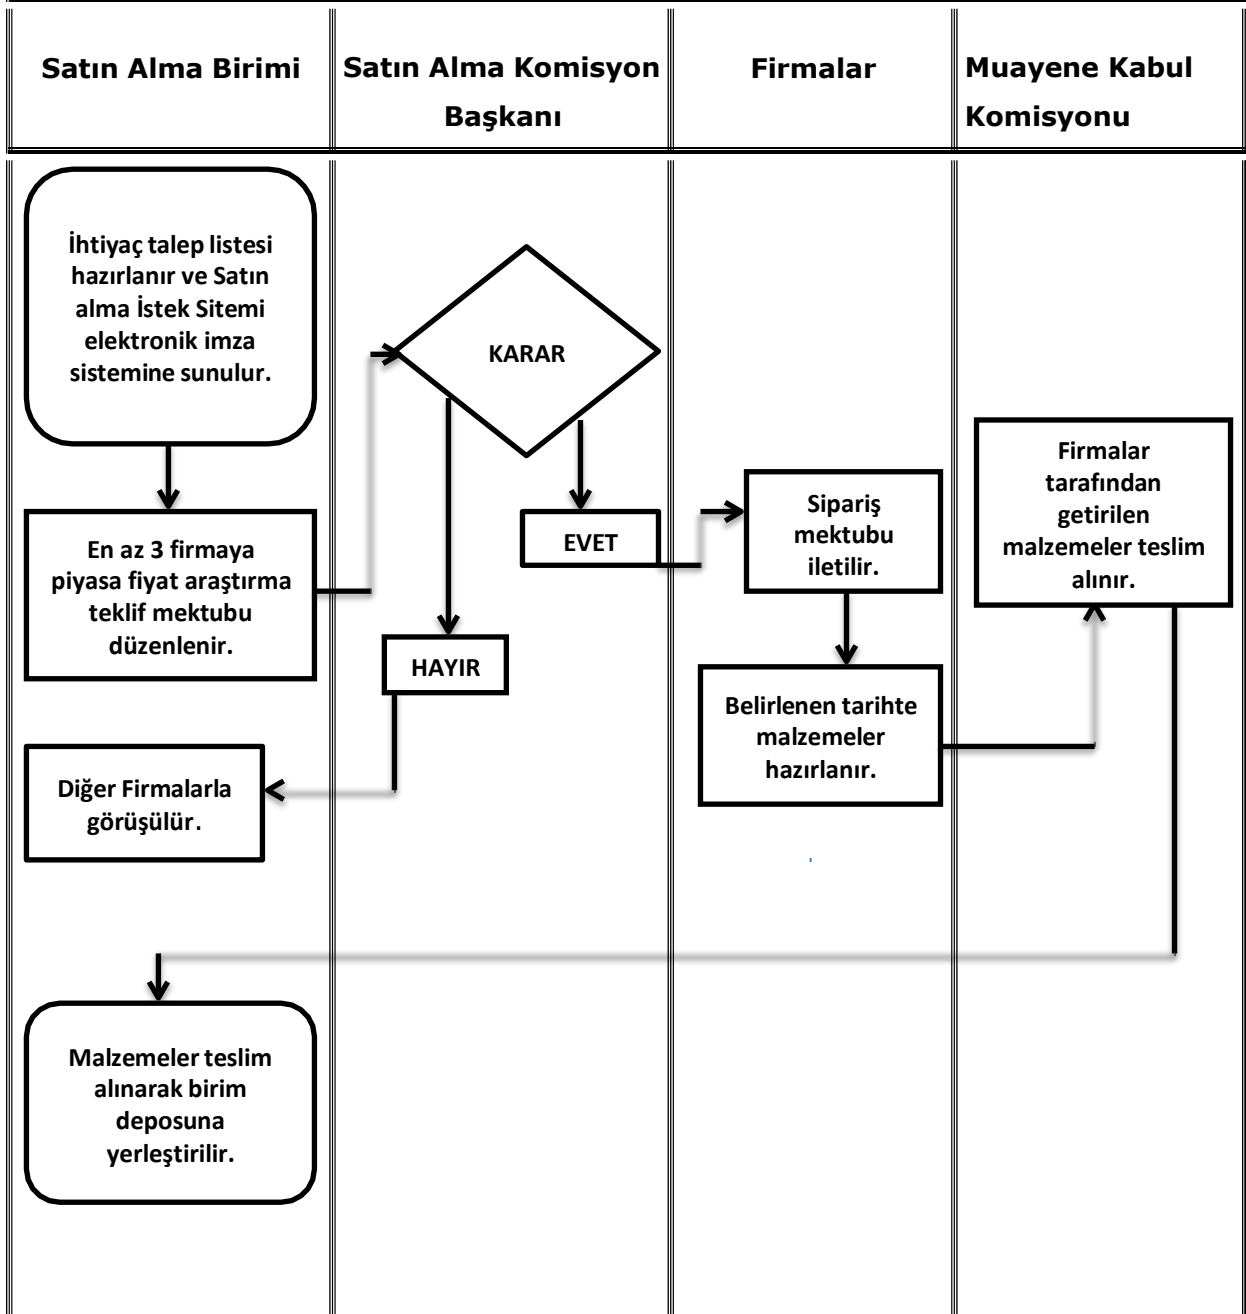 Satın Alma Birimi
Satın Alma Komisyon
Başkanı
Firmalar
Muayene Kabul
Komisyonu
İhtiyaç talep listesi
hazırlanır ve Satın
alma İstek Sitemi
elektronik imza
sistemine sunulur.
En az 3 firmaya
piyasa fiyat araştırma
teklif mektubu
düzenlenir.
KARAR
EVET
HAYIR
Diğer Firmalarla
görüşülür.
Sipariş
mektubu
iletilir.
Belirlenen tarihte
malzemeler
hazırlanır.
Firmalar
tarafından
getirilen
malzemeler teslim
alınır.
Malzemeler teslim
alınarak birim
deposuna
yerleştirilir.